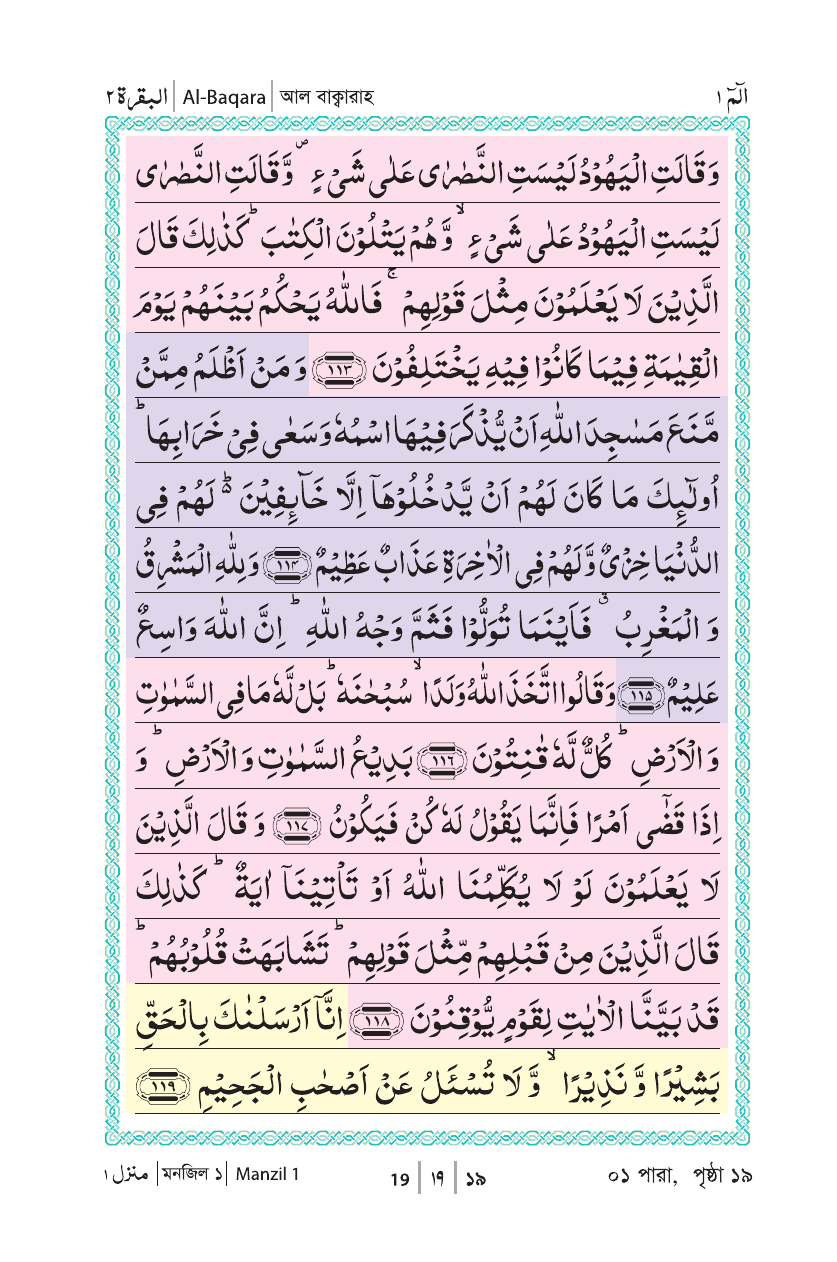 البقرة ٢ | Al-Baqara | আল বাক্বারাহ الٓمّٓ ١
وَقَالَتِ الْيَهُوْدُ لَيْسَتِ النَّصٰرٰى عَلٰى شَىْءٍ ۪ وَّقَالَتِ النَّصٰرٰى
لَيْسَتِ الْيَهُوْدُ عَلٰى شَىْءٍ ۙ وَّهُمْ يَتْلُوْنَ الْكِتٰبَ ؕ كَذٰلِكَ قَالَ
الَّذِيْنَ لَا يَعْلَمُوْنَ مِثْلَ قَوْلِهِمْ ۚ فَاللّٰهُ يَحْكُمُ بَيْنَهُمْ يَوْمَ
الْقِيٰمَةِ فِيْمَا كَانُوْا فِيْهِ يَخْتَلِفُوْنَ ﴿١١٣﴾ وَ مَنْ اَظْلَمُ مِمَّنْ
مَّنَعَ مَسٰجِدَ اللّٰهِ اَنْ يُّذْكَرَ فِيْهَا اسْمُهٗ وَسَعٰى فِىْ خَرَابِهَا ؕ
اُولٰٓئِكَ مَا كَانَ لَهُمْ اَنْ يَّدْخُلُوْهَاۤ اِلَّا خَآئِفِيْنَ ؕ۬ لَهُمْ فِى
الدُّنْيَا خِزْىٌ وَّلَهُمْ فِى الْاٰخِرَةِ عَذَابٌ عَظِيْمٌ ﴿١١٤﴾ وَلِلّٰهِ الْمَشْرِقُ
وَ الْمَغْرِبُ ۗ فَاَيْنَمَا تُوَلُّوْا فَثَمَّ وَجْهُ اللّٰهِ ؕ اِنَّ اللّٰهَ وَاسِعٌ
عَلِيْمٌ ﴿١١٥﴾ وَقَالُوا اتَّخَذَ اللّٰهُ وَلَدًا ۙ سُبْحٰنَهٗ ؕ بَلْ لَّهٗ مَا فِى السَّمٰوٰتِ
وَ الْاَرْضِ ؕ كُلٌّ لَّهٗ قٰنِتُوْنَ ﴿١١٦﴾ بَدِيْعُ السَّمٰوٰتِ وَ الْاَرْضِ ؕ وَ
اِذَا قَضٰٓى اَمْرًا فَاِنَّمَا يَقُوْلُ لَهٗ كُنْ فَيَكُوْنُ ﴿١١٧﴾ وَ قَالَ الَّذِيْنَ
لَا يَعْلَمُوْنَ لَوْ لَا يُكَلِّمُنَا اللّٰهُ اَوْ تَاْتِيْنَاۤ اٰيَةٌ ؕ كَذٰلِكَ
قَالَ الَّذِيْنَ مِنْ قَبْلِهِمْ مِّثْلَ قَوْلِهِمْ ؕ تَشَابَهَتْ قُلُوْبُهُمْ ؕ
قَدْ بَيَّنَّا الْاٰيٰتِ لِقَوْمٍ يُّوْقِنُوْنَ ﴿١١٨﴾ اِنَّاۤ اَرْسَلْنٰكَ بِالْحَقِّ
بَشِيْرًا وَّ نَذِيْرًا ۙ وَّ لَا تُسْئَلُ عَنْ اَصْحٰبِ الْجَحِيْمِ ﴿١١٩﴾
منزل ١ | মনজিল ১ | Manzil 1 19 | ١٩ | ১৯ ০১ পারা, পৃষ্ঠা ১৯